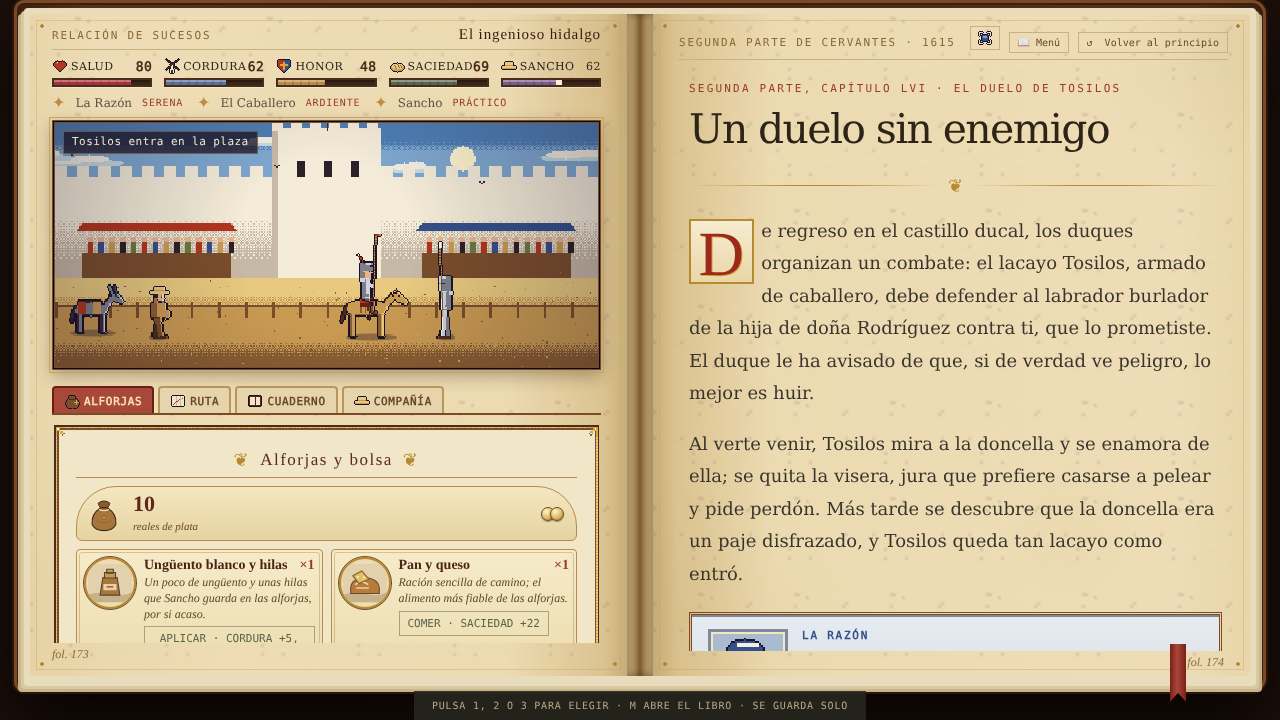 RELACIÓN DE SUCESOS
El ingenioso hidalgo
SALUD 80
CORDURA 62
HONOR 48
SACIEDAD 69
SANCHO 62
La Razón SERENA
El Caballero ARDIENTE
Sancho PRÁCTICO
Tosilos entra en la plaza
ALFORJAS
RUTA
CUADERNO
COMPAÑÍA
Alforjas y bolsa
10
reales de plata
Ungüento blanco y hilas ×1
Un poco de ungüento y unas hilas
que Sancho guarda en las alforjas,
por si acaso.
APLICAR · CORDURA +5,
Pan y queso ×1
Ración sencilla de camino; el
alimento más fiable de las alforjas.
COMER · SACIEDAD +22
fol. 173
SEGUNDA PARTE DE CERVANTES · 1615
Menú
↺ Volver al principio
SEGUNDA PARTE, CAPÍTULO LVI · EL DUELO DE TOSILOS
Un duelo sin enemigo
De regreso en el castillo ducal, los duques
organizan un combate: el lacayo Tosilos, armado
de caballero, debe defender al labrador burlador
de la hija de doña Rodríguez contra ti, que lo prometiste.
El duque le ha avisado de que, si de verdad ve peligro, lo
mejor es huir.
Al verte venir, Tosilos mira a la doncella y se enamora de
ella; se quita la visera, jura que prefiere casarse a pelear
y pide perdón. Más tarde se descubre que la doncella era
un paje disfrazado, y Tosilos queda tan lacayo como
entró.
LA RAZÓN
fol. 174
PULSA 1, 2 O 3 PARA ELEGIR · M ABRE EL LIBRO · SE GUARDA SOLO